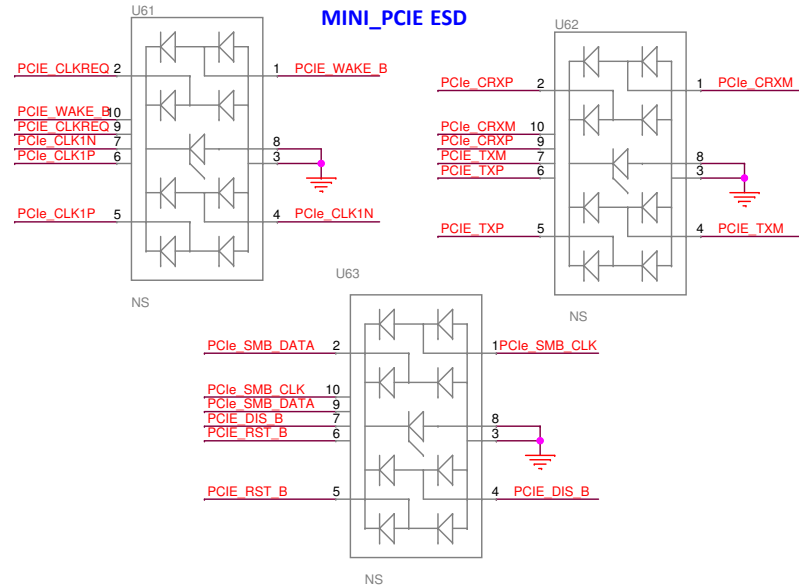 MINI_PCIE ESD
U61
PCIE_CLKREQ 2
1 PCIE_WAKE_B
PCIE_WAKE_B 10
PCIE_CLKREQ 9
PCIe_CLK1N 7
PCIe_CLK1P 6
8
3
PCIe_CLK1P 5
4 PCIe_CLK1N
NS
U62
PCIe_CRXP 2
1 PCIe_CRXM
PCIe_CRXM 10
PCIe_CRXP 9
PCIE_TXM 7
PCIE_TXP 6
8
3
PCIE_TXP 5
4 PCIE_TXM
NS
U63
PCIe_SMB_DATA 2
1 PCIe_SMB_CLK
PCIe_SMB_CLK 10
PCIe_SMB_DATA 9
PCIE_DIS_B 7
PCIE_RST_B 6
8
3
PCIE_RST_B 5
4 PCIE_DIS_B
NS